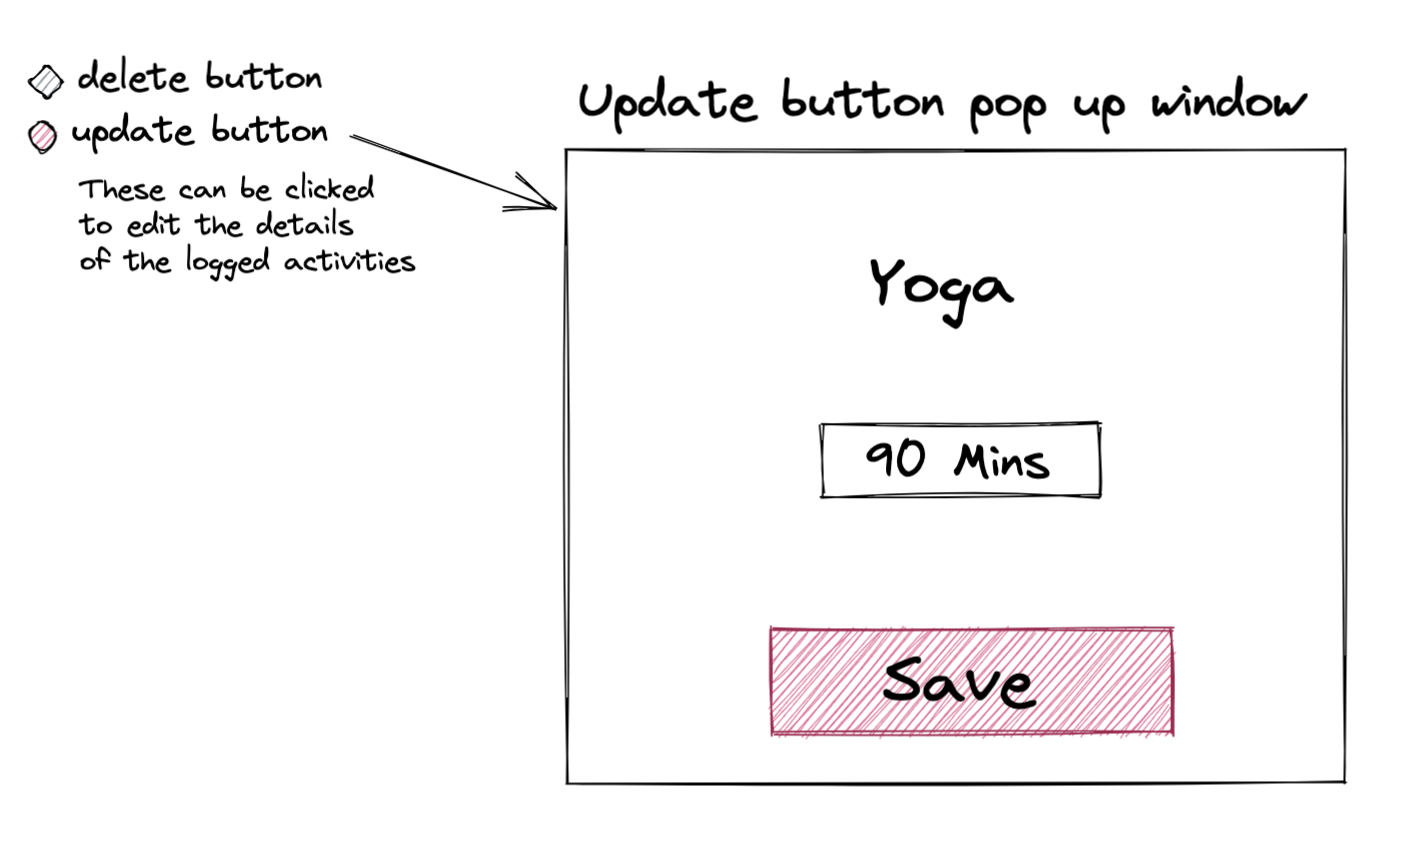 delete button
update button
These can be clicked
to edit the details
of the logged activities
Update button pop up window
Yoga
90 Mins
Save